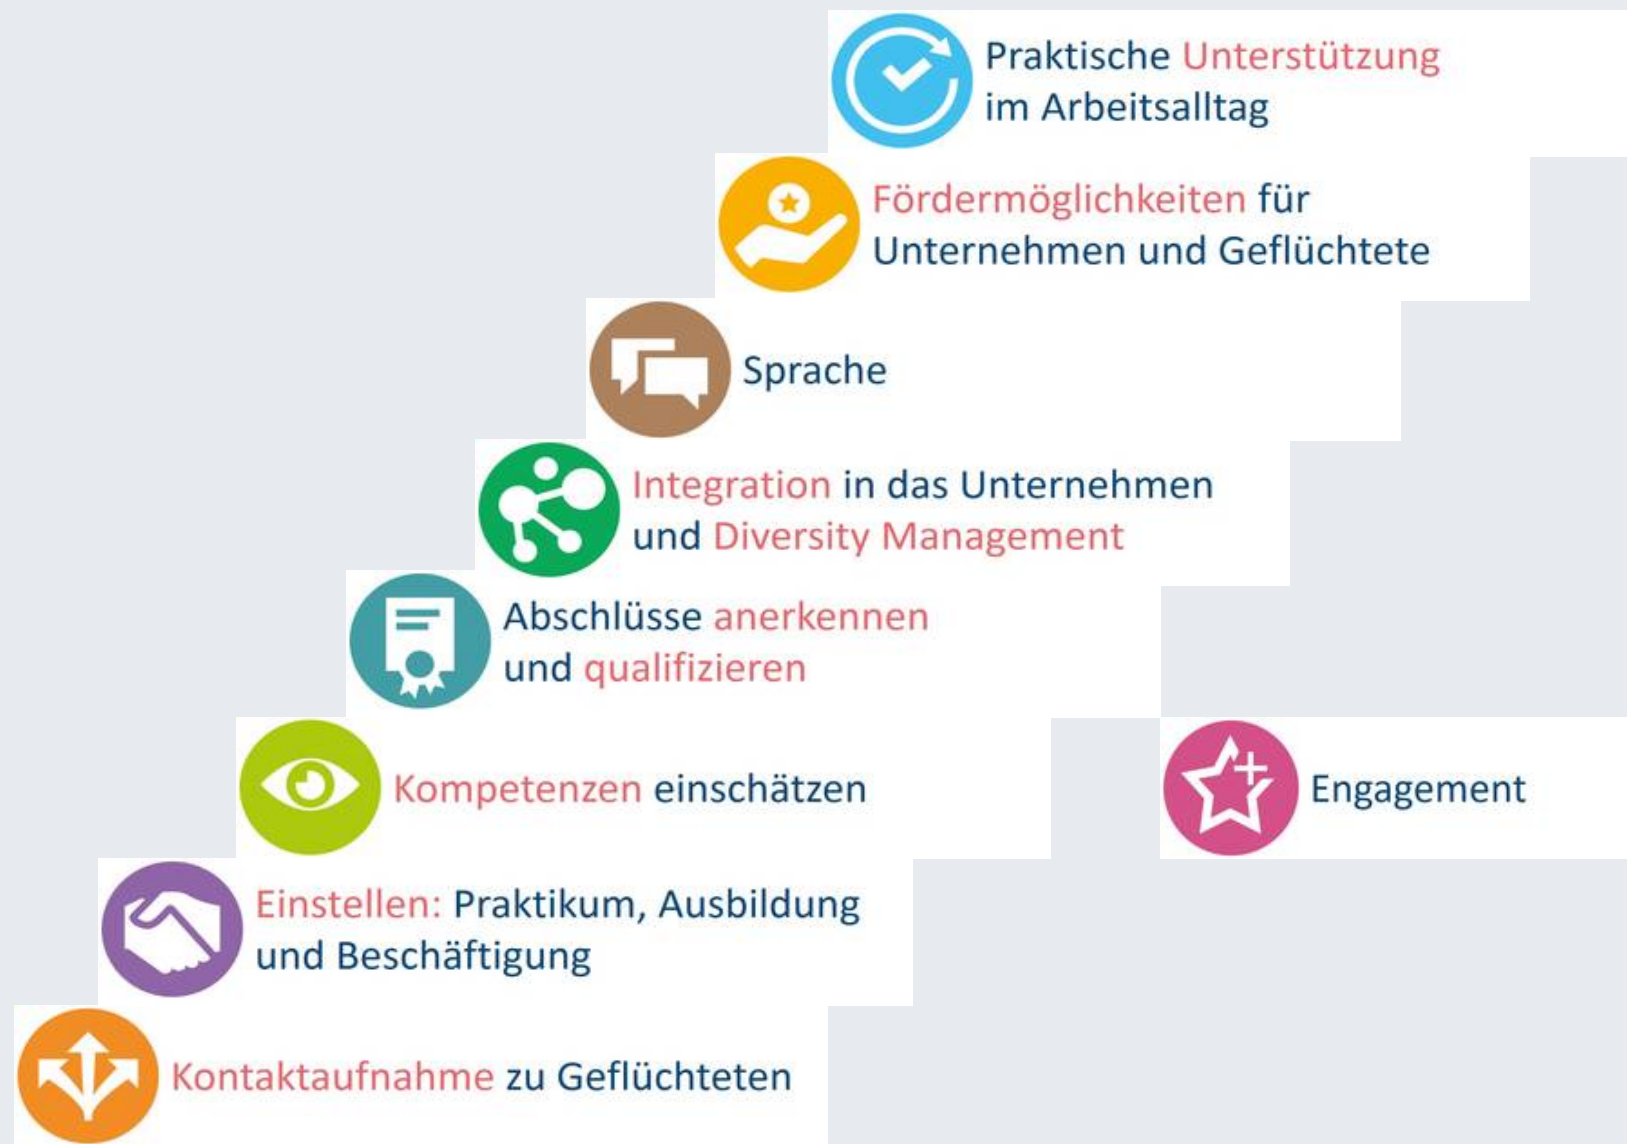 Praktische Unterstützung
im Arbeitsalltag
Fördermöglichkeiten für
Unternehmen und Geflüchtete
Sprache
Integration in das Unternehmen
und Diversity Management
Abschlüsse anerkennen
und qualifizieren
Kompetenzen einschätzen
Engagement
Einstellen: Praktikum, Ausbildung
und Beschäftigung
Kontaktaufnahme zu Geflüchteten